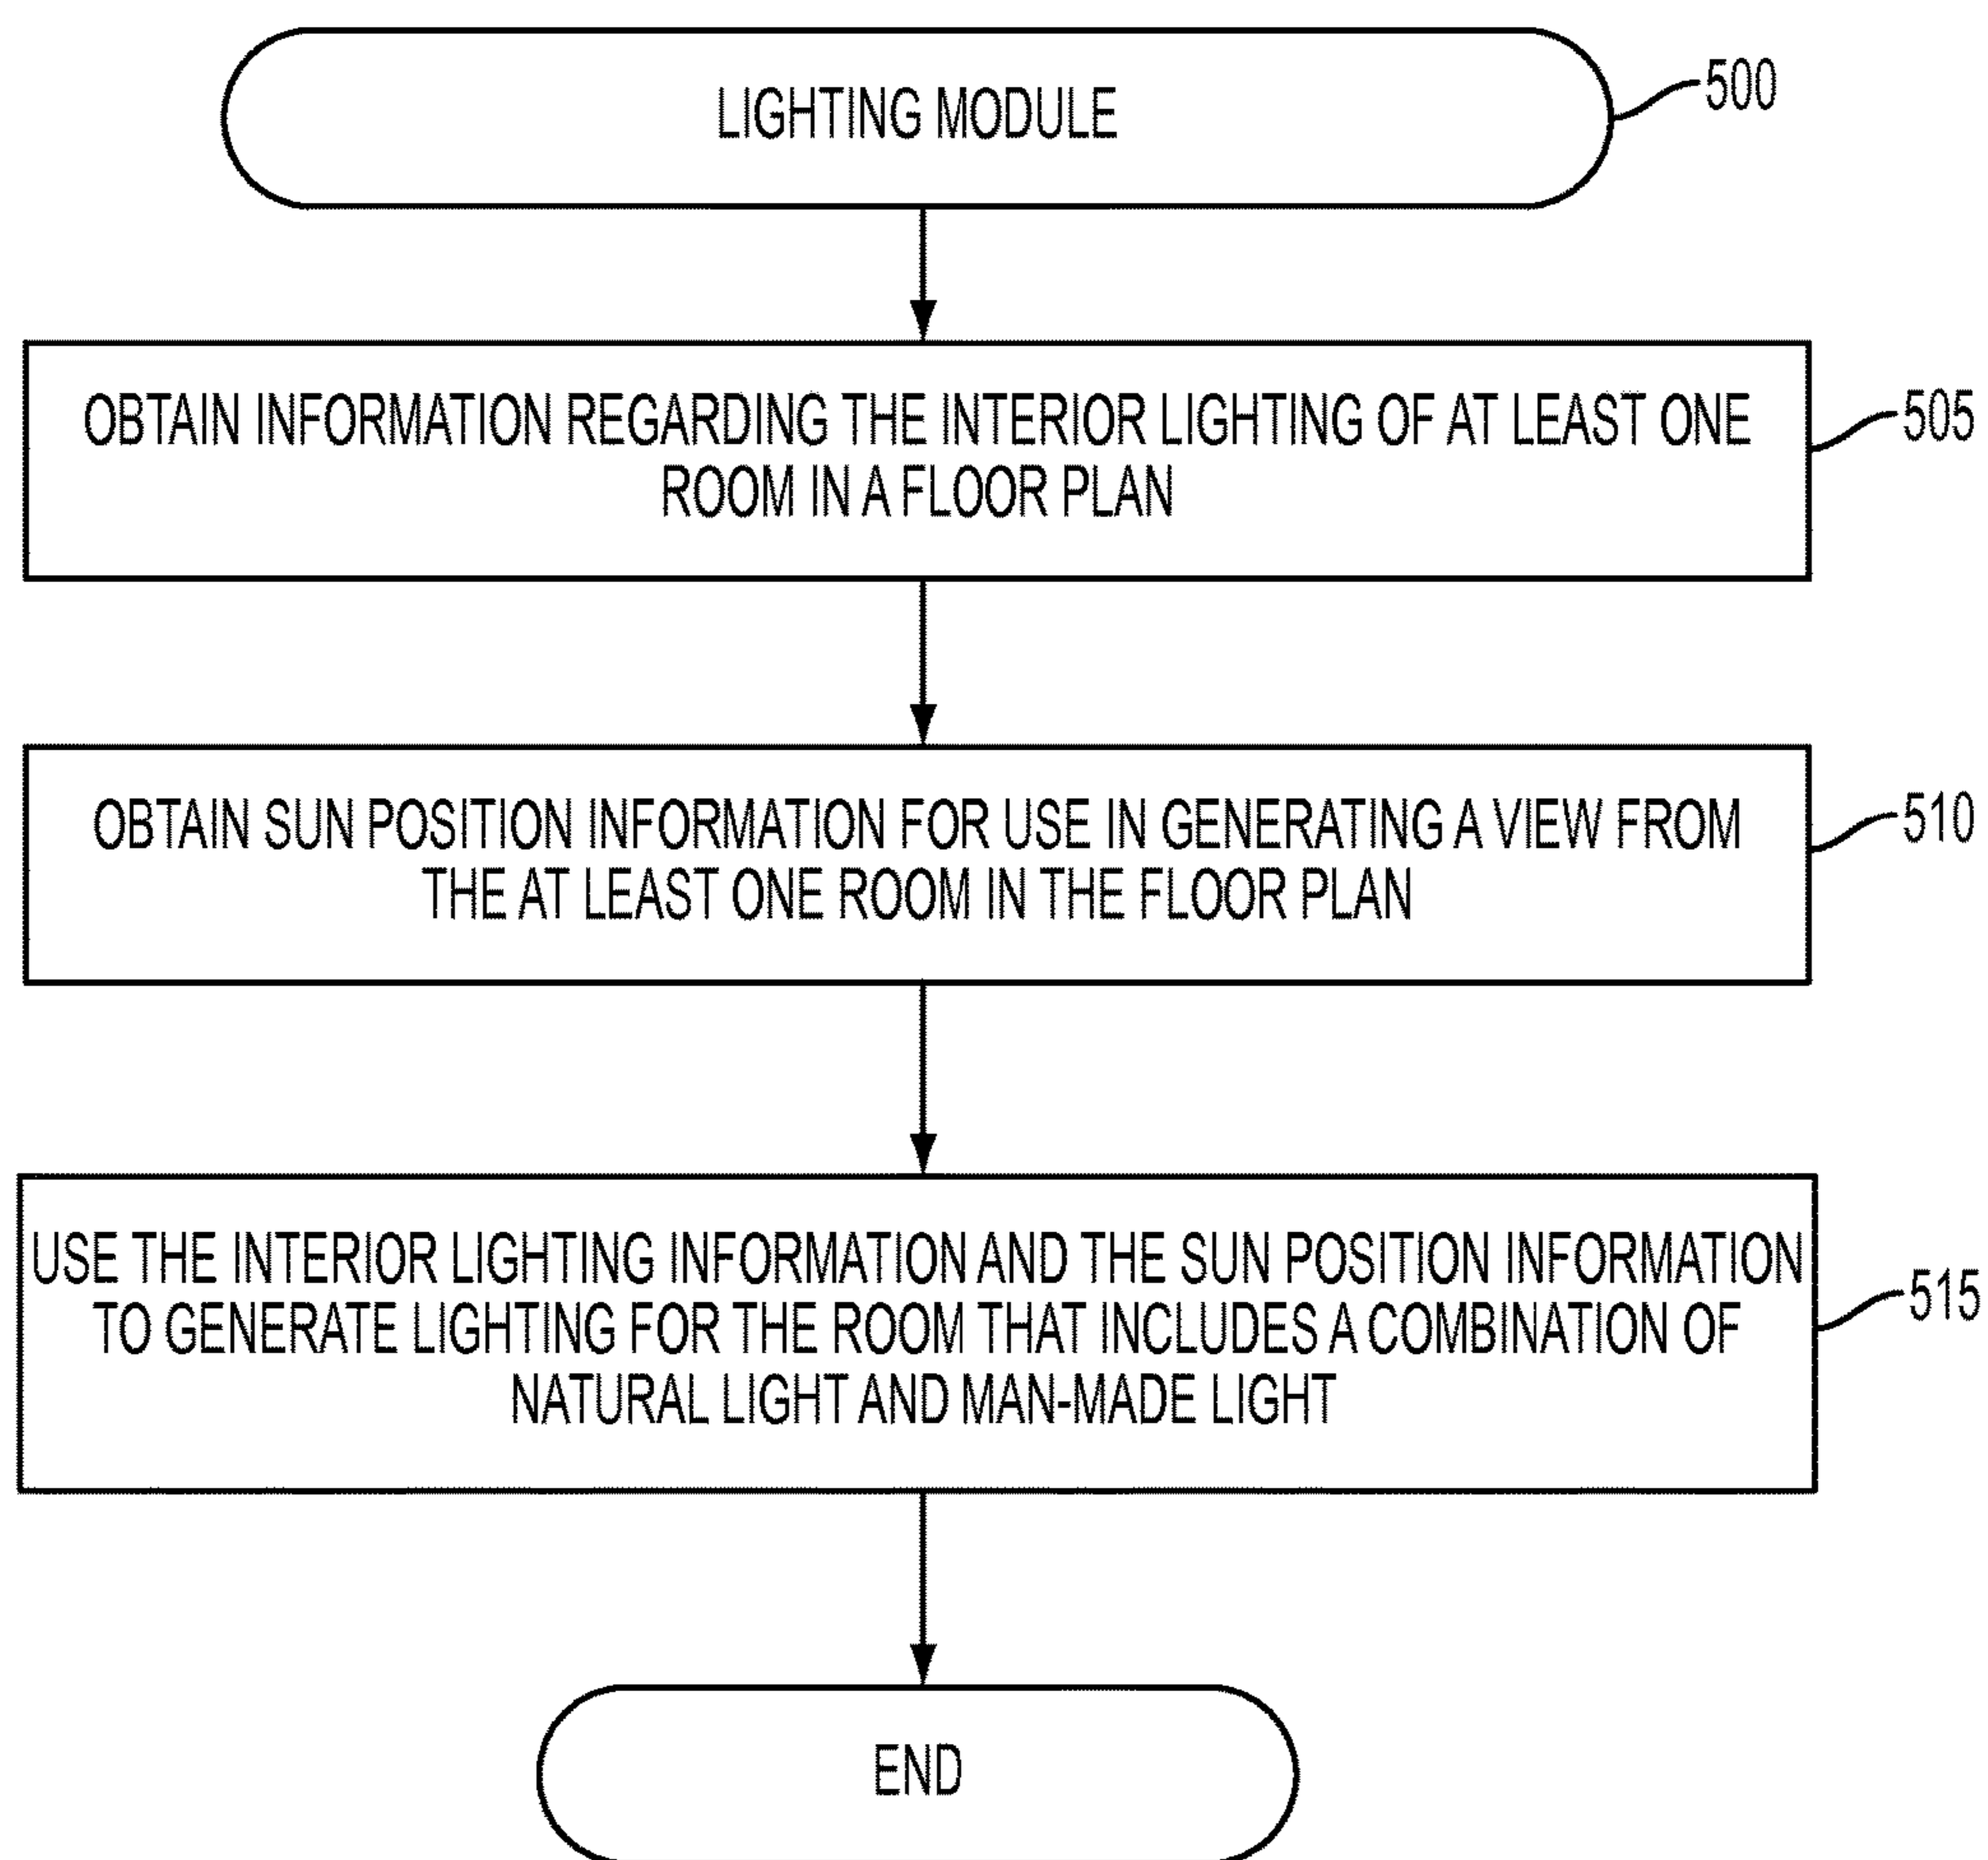 LIGHTING MODULE
500
OBTAIN INFORMATION REGARDING THE INTERIOR LIGHTING OF AT LEAST ONE
ROOM IN A FLOOR PLAN
505
OBTAIN SUN POSITION INFORMATION FOR USE IN GENERATING A VIEW FROM
THE AT LEAST ONE ROOM IN THE FLOOR PLAN
510
USE THE INTERIOR LIGHTING INFORMATION AND THE SUN POSITION INFORMATION
TO GENERATE LIGHTING FOR THE ROOM THAT INCLUDES A COMBINATION OF
NATURAL LIGHT AND MAN-MADE LIGHT
515
END